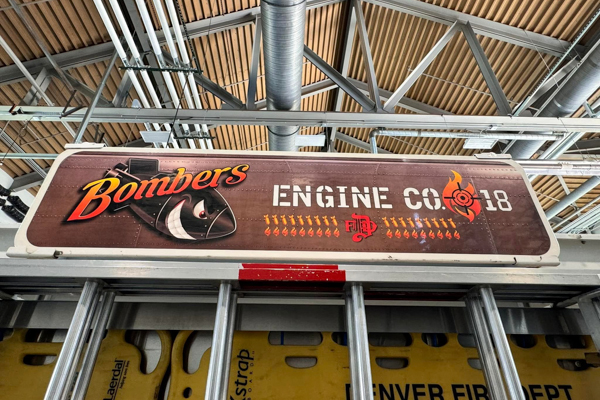 Bombers
ENGINE CO. 18
Laerdal
strap
DENVER FIRE DEPT